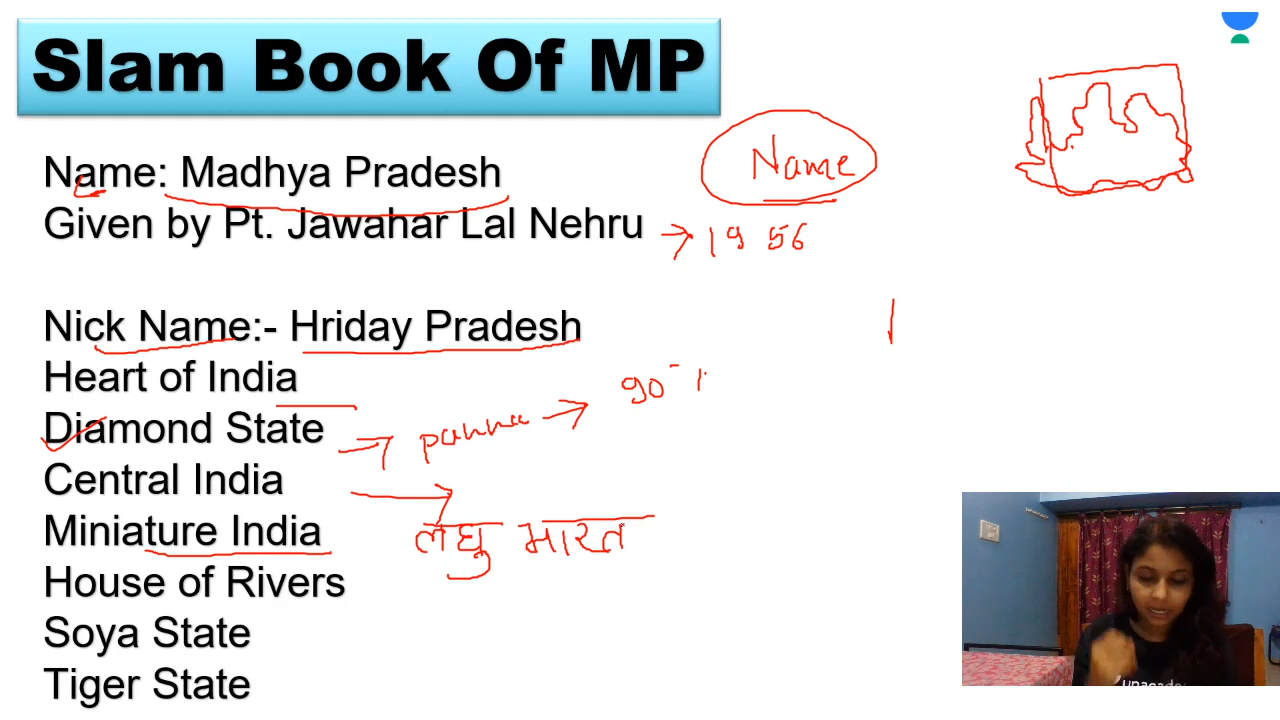 Slam Book Of MP
Name: Madhya Pradesh
Name
Given by Pt. Jawahar Lal Nehru → 1956
Nick Name:- Hriday Pradesh
Heart of India
Diamond State → panna → 90-1
Central India →
Miniature India लघु भारत
House of Rivers
Soya State
Tiger State